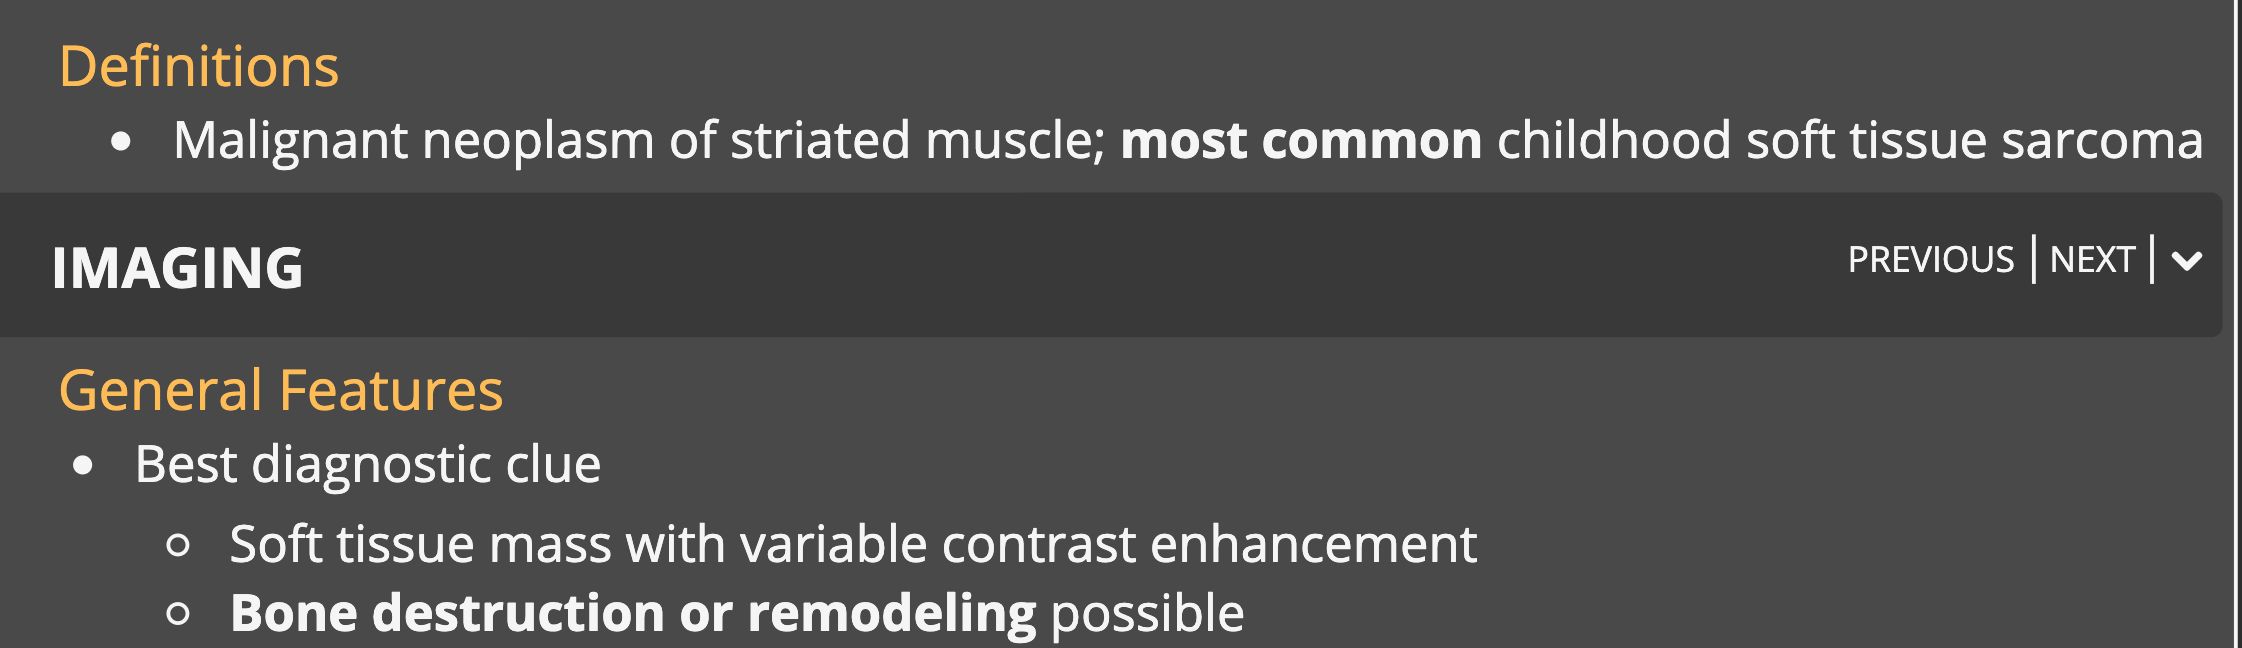 Definitions
• Malignant neoplasm of striated muscle; most common childhood soft tissue sarcoma
IMAGING
PREVIOUS | NEXT |
General Features
• Best diagnostic clue
○ Soft tissue mass with variable contrast enhancement
○ Bone destruction or remodeling possible